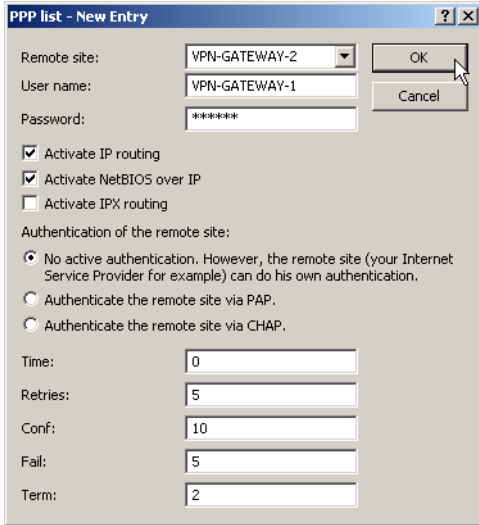 PPP list - New Entry
Remote site: VPN-GATEWAY-2 OK
User name: VPN-GATEWAY-1
Cancel
Password: ******
Activate IP routing
Activate NetBIOS over IP
Activate IPX routing
Authentication of the remote site:
No active authentication. However, the remote site (your Internet
Service Provider for example) can do his own authentication.
Authenticate the remote site via PAP.
Authenticate the remote site via CHAP.
Time: 0
Retries: 5
Conf: 10
Fail: 5
Term: 2